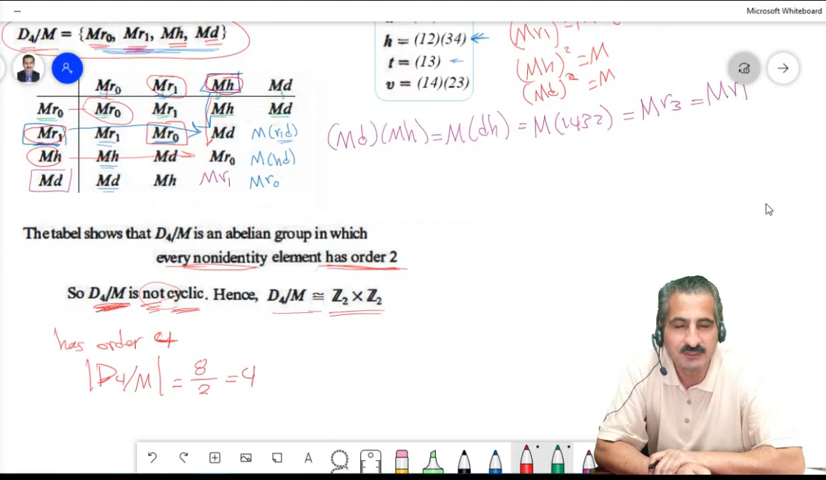 Microsoft Whiteboard
D₄/M = {Mr₀, Mr₁, Mh, Md}
h = (12)(34)
t = (13)
v = (14)(23)
(Mh)² = M
(Md)² = M
Mr₀ Mr₁ Mh Md
Mr₀ Mr₀ Mr₁ Mh Md
Mr₁ Mr₁ Mr₀ Md M(r₁d)
Mh Mh Md Mr₀ M(hd)
Md Md Mh Mr₁ Mr₀
(Md)(Mh) = M(dh) = M(1432) = Mr₃ = Mr₁
The tabel shows that D₄/M is an abelian group in which
every nonidentity element has order 2
So D₄/M is not cyclic. Hence, D₄/M ≅ ℤ₂ × ℤ₂
has order 4
|D₄/M| = 8/2 = 4